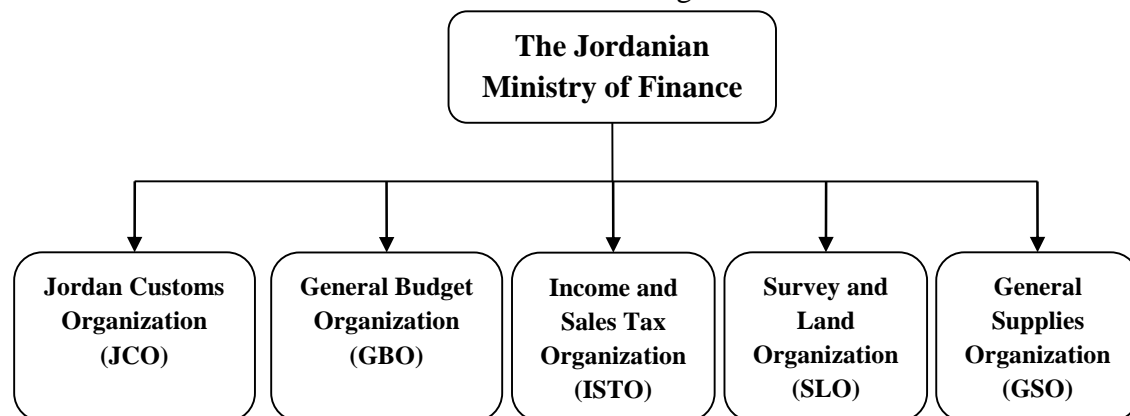 The Jordanian
Ministry of Finance
Jordan Customs
Organization
(JCO)
General Budget
Organization
(GBO)
Income and
Sales Tax
Organization
(ISTO)
Survey and
Land
Organization
(SLO)
General
Supplies
Organization
(GSO)